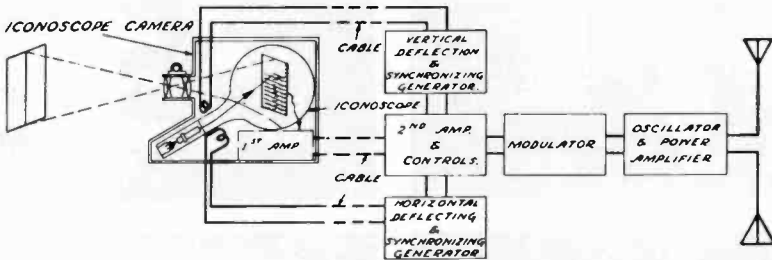 ICONOSCOPE CAMERA
CABLE
VERTICAL
DEFLECTION
&
SYNCHRONIZING
GENERATOR.
ICONOSCOPE
1ST AMP
2ND AMP.
&
CONTROLS.
MODULATOR
OSCILLATOR
& POWER
AMPLIFIER
CABLE
HORIZONTAL
DEFLECTING
&
SYNCHRONIZING
GENERATOR